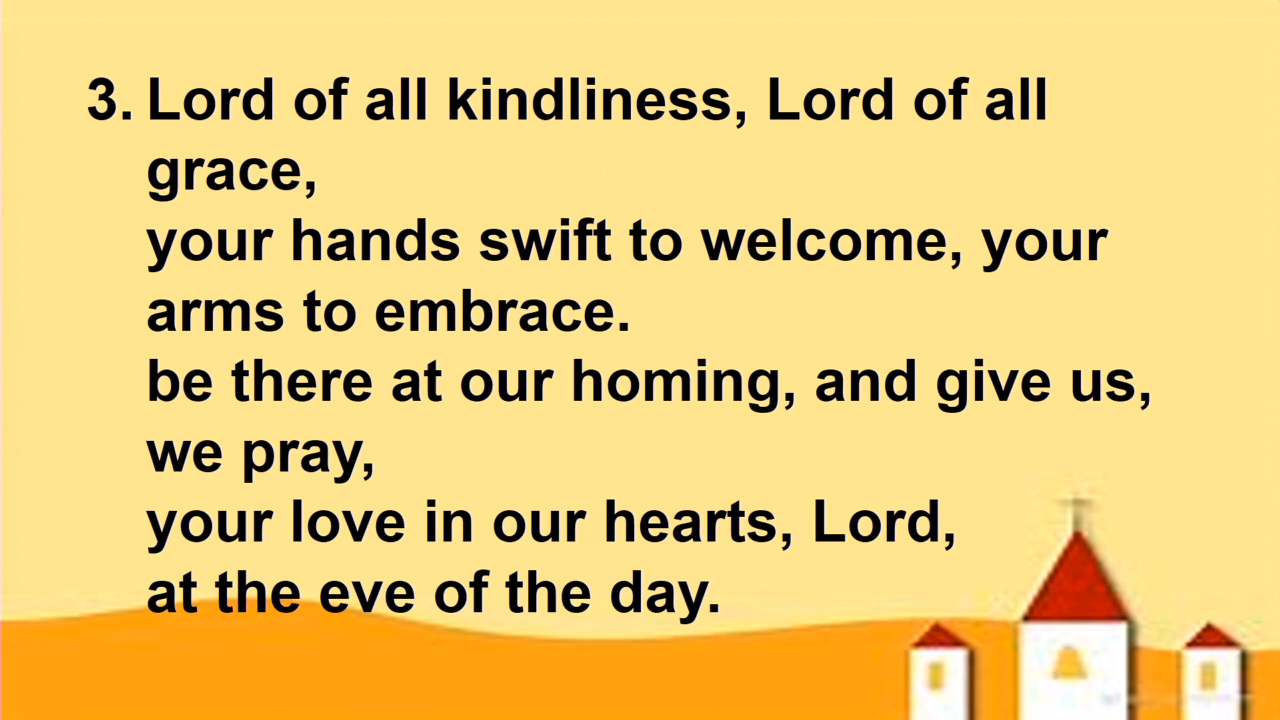 3. Lord of all kindliness, Lord of all
grace,
your hands swift to welcome, your
arms to embrace.
be there at our homing, and give us,
we pray,
your love in our hearts, Lord,
at the eve of the day.